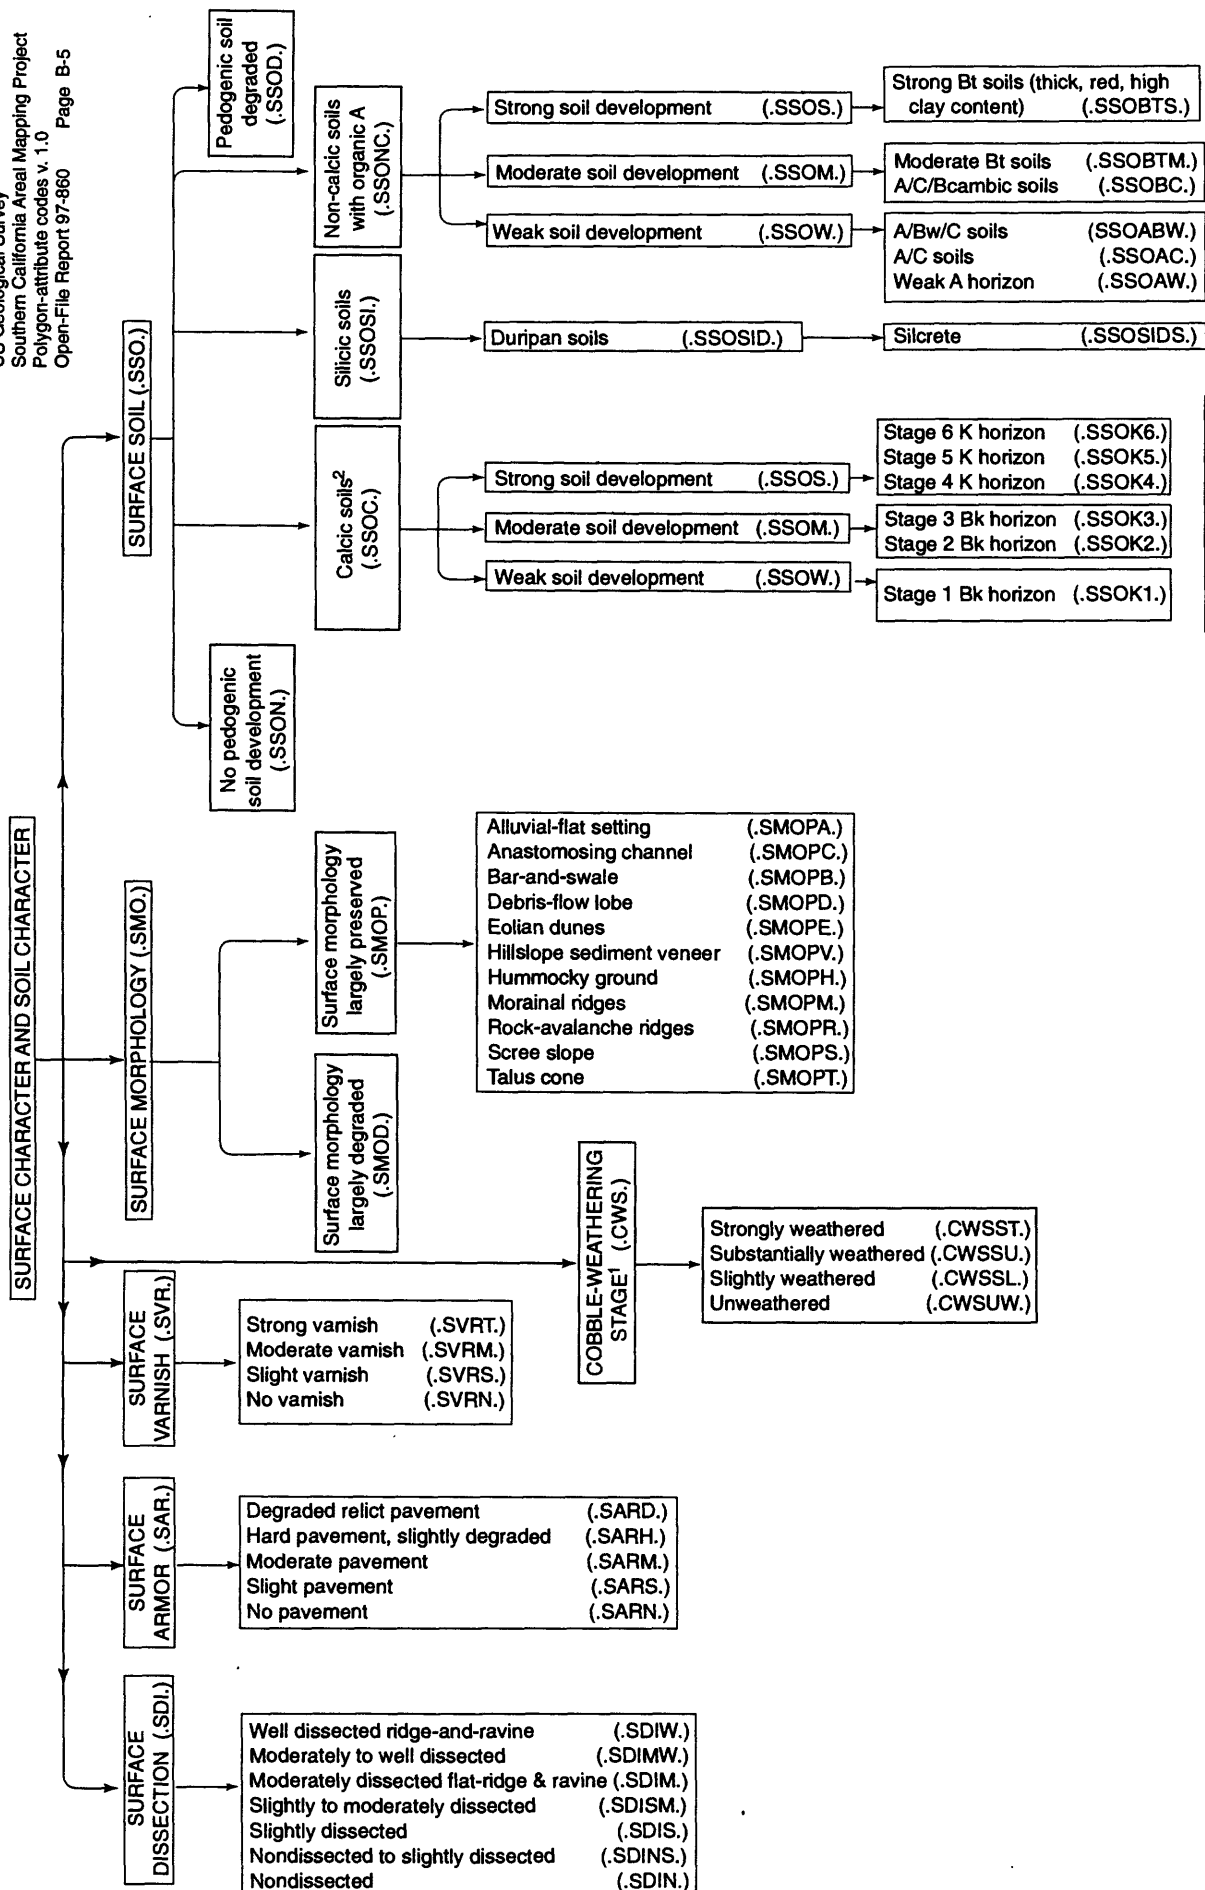 US Geological Survey
Southern California Areal Mapping Project
Polygon-attribute codes v. 1.0
Open-File Report 97-860 Page B-5
SURFACE CHARACTER AND SOIL CHARACTER
SURFACE SOIL (.SSO.)
Pedogenic soil
degraded
(.SSOD.)
Non-calcic soils
with organic A
(.SSONC.)
Strong soil development (.SSOS.)
Strong Bt soils (thick, red, high
clay content) (.SSOBTS.)
Moderate soil development (.SSOM.)
Moderate Bt soils (.SSOBTM.)
A/C/Bcambic soils (.SSOBC.)
Weak soil development (.SSOW.)
A/Bw/C soils (SSOABW.)
A/C soils (.SSOAC.)
Weak A horizon (.SSOAW.)
Silicic soils
(.SSOSI.)
Duripan soils (.SSOSID.)
Silcrete (.SSOSIDS.)
Calcic soils²
(.SSOC.)
Strong soil development (.SSOS.)
Stage 6 K horizon (.SSOK6.)
Stage 5 K horizon (.SSOK5.)
Stage 4 K horizon (.SSOK4.)
Moderate soil development (.SSOM.)
Stage 3 Bk horizon (.SSOK3.)
Stage 2 Bk horizon (.SSOK2.)
Weak soil development (.SSOW.)
Stage 1 Bk horizon (.SSOK1.)
No pedogenic
soil development
(.SSON.)
SURFACE MORPHOLOGY (.SMO.)
Surface morphology
largely preserved
(.SMOP.)
Alluvial-flat setting (.SMOPA.)
Anastomosing channel (.SMOPC.)
Bar-and-swale (.SMOPB.)
Debris-flow lobe (.SMOPD.)
Eolian dunes (.SMOPE.)
Hillslope sediment veneer (.SMOPV.)
Hummocky ground (.SMOPH.)
Morainal ridges (.SMOPM.)
Rock-avalanche ridges (.SMOPR.)
Scree slope (.SMOPS.)
Talus cone (.SMOPT.)
Surface morphology
largely degraded
(.SMOD.)
COBBLE-WEATHERING
STAGE¹ (.CWS.)
Strongly weathered (.CWSST.)
Substantially weathered (.CWSSU.)
Slightly weathered (.CWSSL.)
Unweathered (.CWSUW.)
SURFACE
VARNISH (.SVR.)
Strong varnish (.SVRT.)
Moderate varnish (.SVRM.)
Slight varnish (.SVRS.)
No varnish (.SVRN.)
SURFACE
ARMOR (.SAR.)
Degraded relict pavement (.SARD.)
Hard pavement, slightly degraded (.SARH.)
Moderate pavement (.SARM.)
Slight pavement (.SARS.)
No pavement (.SARN.)
SURFACE
DISSECTION (.SDI.)
Well dissected ridge-and-ravine (.SDIW.)
Moderately to well dissected (.SDIMW.)
Moderately dissected flat-ridge & ravine (.SDIM.)
Slightly to moderately dissected (.SDISM.)
Slightly dissected (.SDIS.)
Nondissected to slightly dissected (.SDINS.)
Nondissected (.SDIN.)